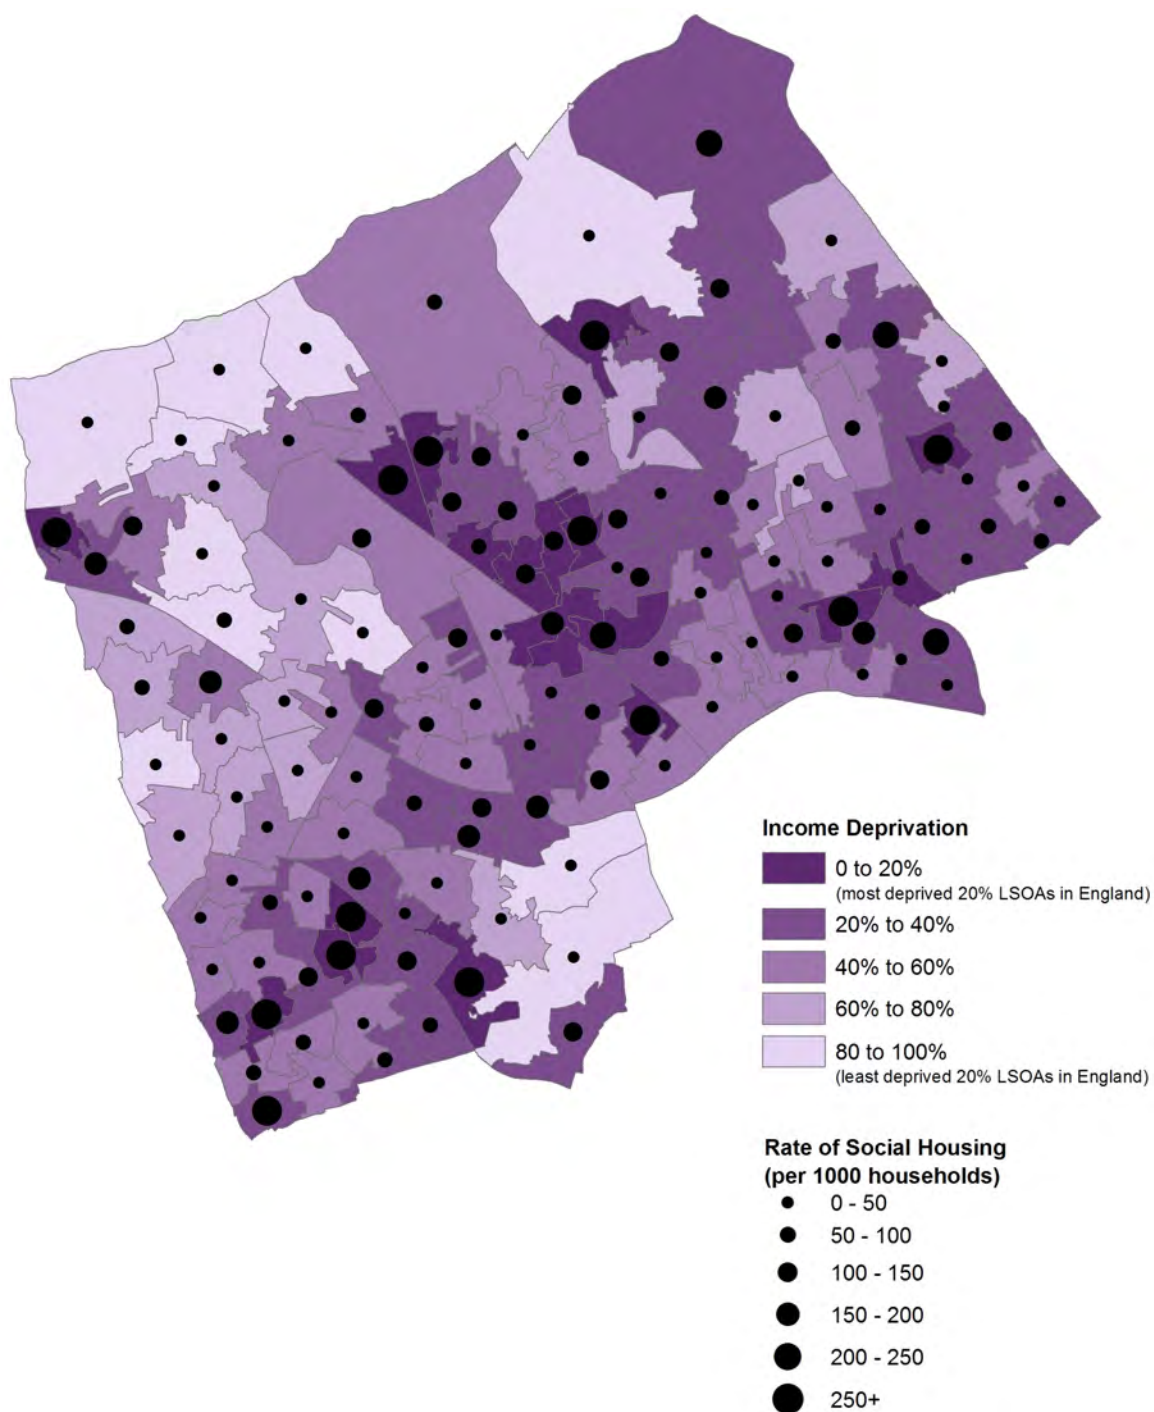 Income Deprivation
0 to 20%
(most deprived 20% LSOAs in England)
20% to 40%
40% to 60%
60% to 80%
80 to 100%
(least deprived 20% LSOAs in England)
Rate of Social Housing
(per 1000 households)
0 - 50
50 - 100
100 - 150
150 - 200
200 - 250
250+